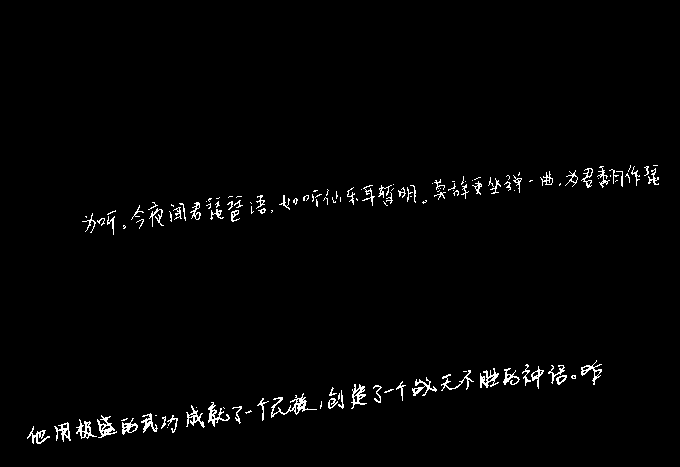 为听。今夜闻君琵琶语,如听仙乐耳暂明。莫辞更坐弹一曲,为君翻作琵
他用极盛的武功成就了一个民族,创造了一个战无不胜的神话。昨